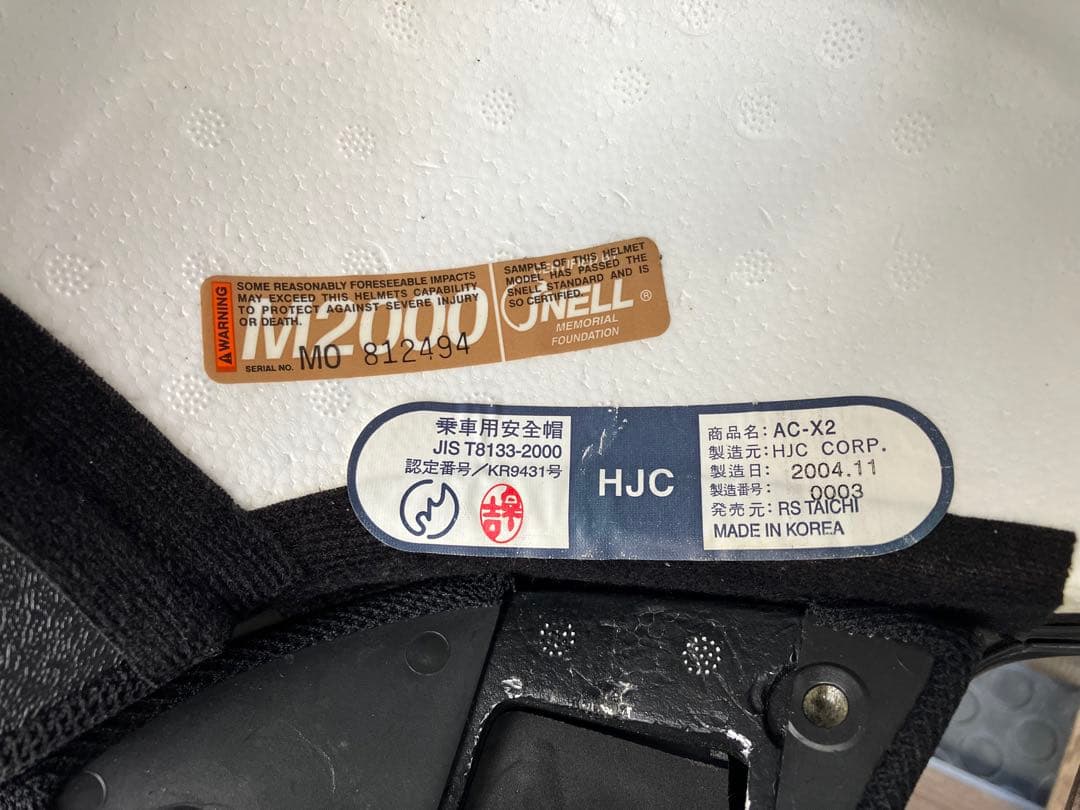 WARNING
SOME REASONABLY FORESEEABLE IMPACTS
MAY EXCEED THIS HELMETS CAPABILITY
TO PROTECT AGAINST SEVERE INJURY
OR DEATH.
M2000
SERIAL NO. MO 812494
SAMPLE OF THIS HELMET
MODEL HAS PASSED THE
SNELL STANDARD AND IS
SO CERTIFIED.
SNELL ®
MEMORIAL
FOUNDATION
乗車用安全帽
JIS T8133-2000
認定番号/KR9431号
HJC
商品名: AC-X2
製造元: HJC CORP.
製造日: 2004.11
製造番号: 0003
発売元: RS TAICHI
MADE IN KOREA